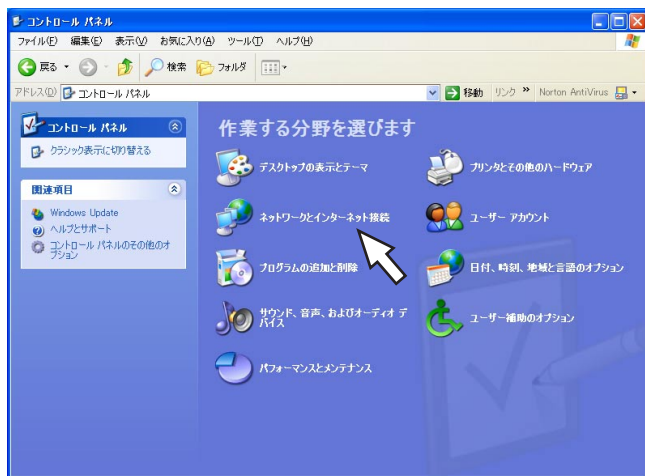 コントロール パネル
ファイル(F) 編集(E) 表示(V) お気に入り(A) ツール(T) ヘルプ(H)
戻る 検索 フォルダ
アドレス(D) コントロール パネル 移動 リンク » Norton AntiVirus
コントロール パネル
クラシック表示に切り替える
関連項目
Windows Update
ヘルプとサポート
コントロール パネルのその他のオ
プション
作業する分野を選びます
デスクトップの表示とテーマ
プリンタとその他のハードウェア
ネットワークとインターネット接続
ユーザー アカウント
プログラムの追加と削除
日付、時刻、地域と言語のオプション
サウンド、音声、およびオーディオ デ
バイス
ユーザー補助のオプション
パフォーマンスとメンテナンス